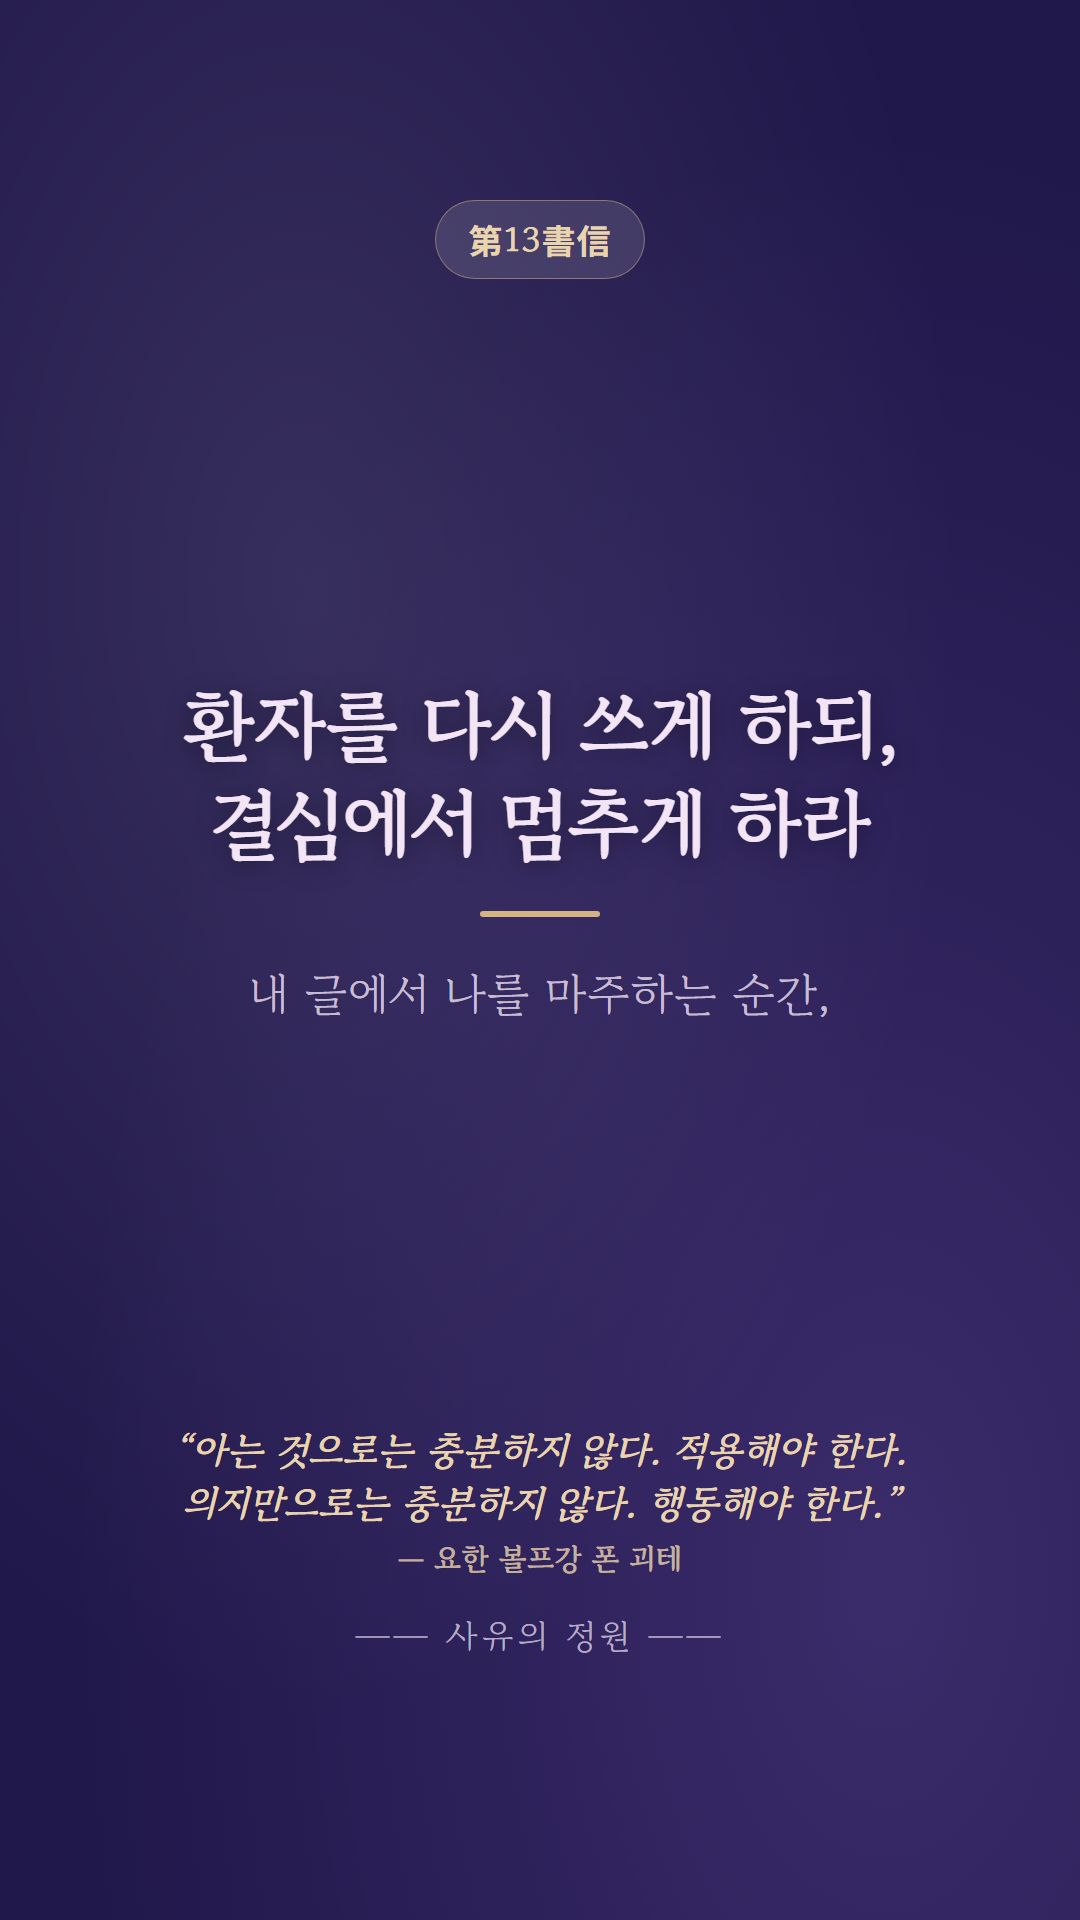 第13書信
환자를 다시 쓰게 하되,
결심에서 멈추게 하라
내 글에서 나를 마주하는 순간,
“아는 것으로는 충분하지 않다. 적용해야 한다.
의지만으로는 충분하지 않다. 행동해야 한다.”
— 요한 볼프강 폰 괴테
—— 사유의 정원 ——